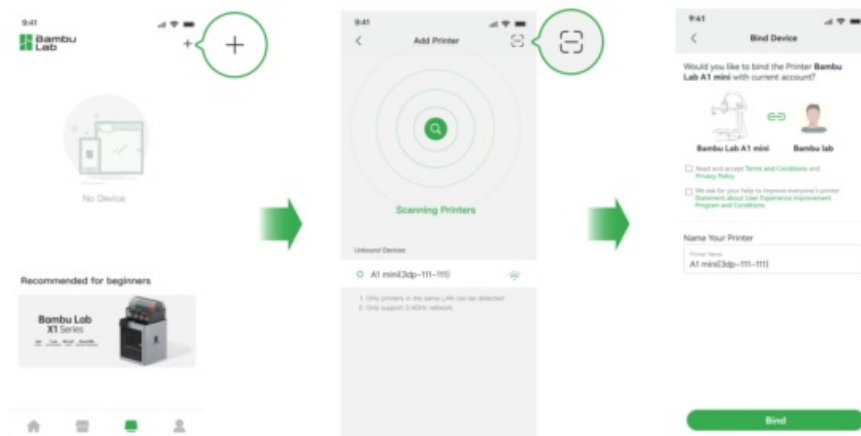 9:41
Bambu
Lab
No Device
Recommended for beginners
Bambu Lab
X1 Series
9:41
Add Printer
Scanning Printers
Unbound Devices
A1 mini(3dp-111-111)
1. Only printers in the same LAN can be detected
2. Only support 2.4GHz network
9:41
Bind Device
Would you like to bind the Printer Bambu
Lab A1 mini with current account?
Bambu Lab A1 mini
Bambu lab
Read and accept Terms and Conditions and
Privacy Policy
We ask for your help to improve everyone's printer
Statement about User Experience Improvement
Program and Conditions
Name Your Printer
Printer Name
A1 mini(3dp-111-111)
Bind